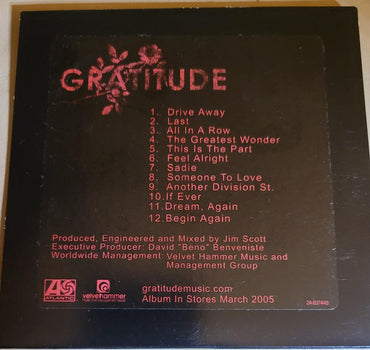 GRATITUDE
1. Drive Away
2. Last
3. All In A Row
4. The Greatest Wonder
5. This Is The Part
6. Feel Alright
7. Sadie
8. Someone To Love
9. Another Division St.
10. If Ever
11. Dream, Again
12. Begin Again
Produced, Engineered and Mixed by Jim Scott
Executive Producer: David "Beno" Benveniste
Worldwide Management: Velvet Hammer Music and
Management Group
gratitudemusic.com
Album In Stores March 2005
ATLANTIC
velvethammer